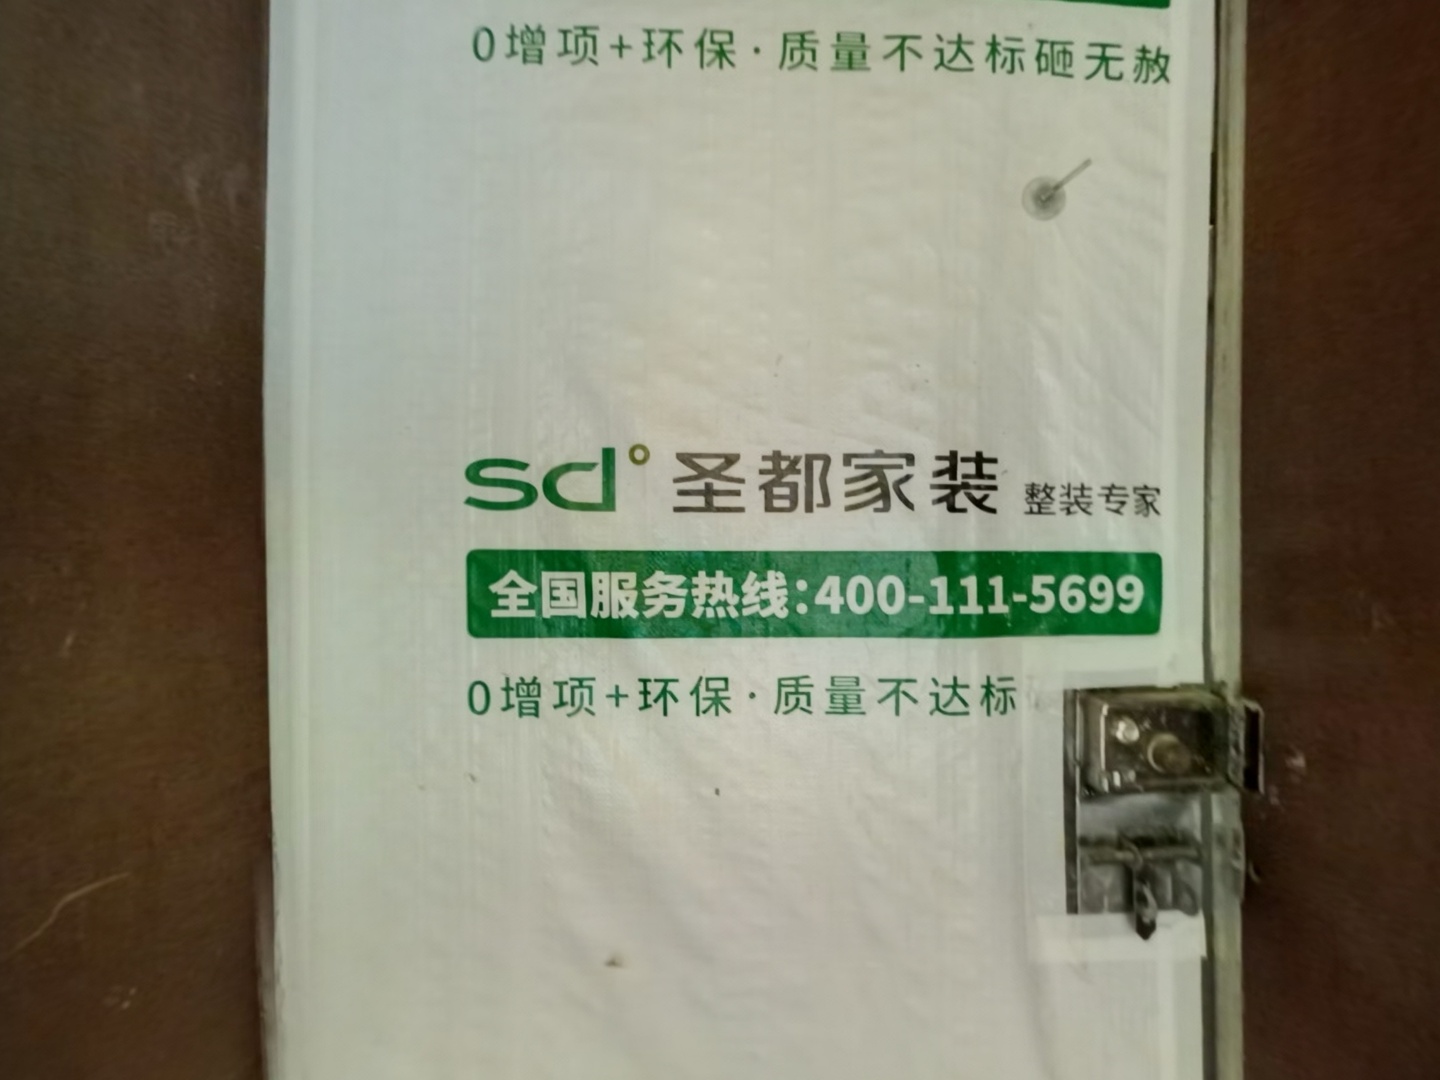 0增项+环保·质量不达标砸无赦
sd° 圣都家装 整装专家
全国服务热线:400-111-5699
0增项+环保·质量不达标